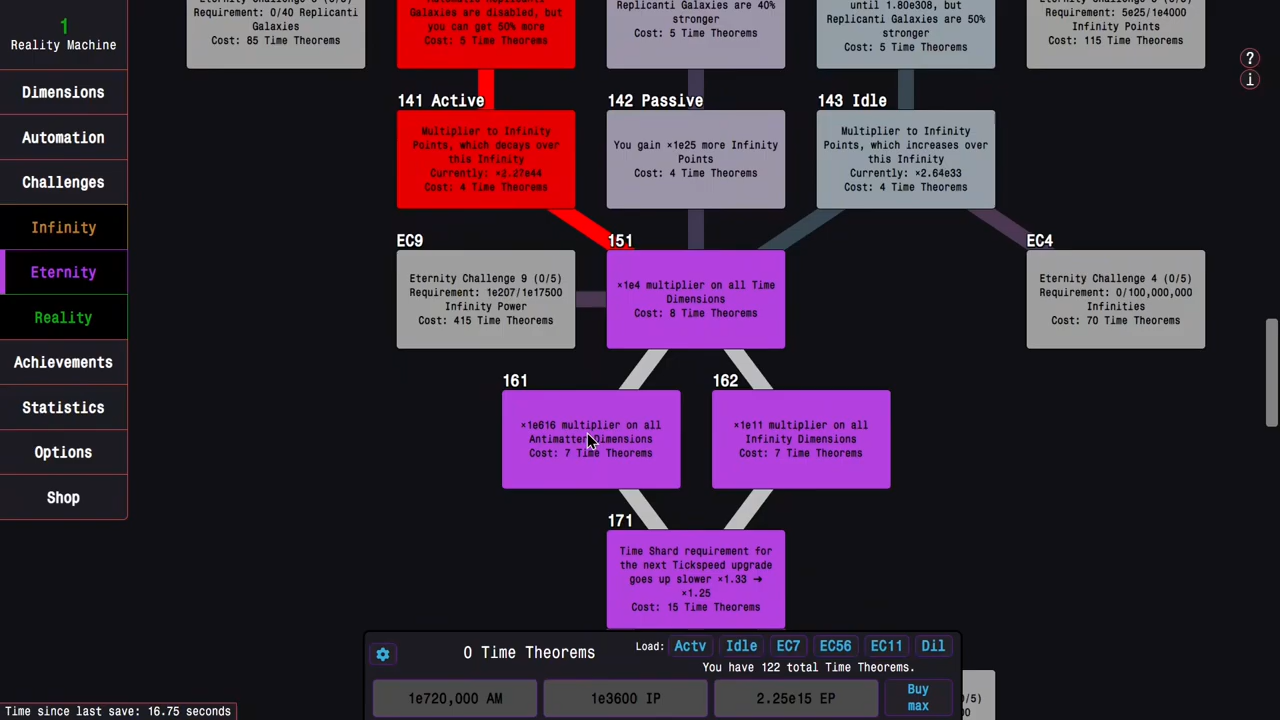 1
Reality Machine
Dimensions
Automation
Challenges
Infinity
Eternity
Reality
Achievements
Statistics
Options
Shop
Requirement: 0/40 Replicanti
Galaxies
Cost: 85 Time Theorems
Galaxies are disabled, but
you can get 50% more
Cost: 5 Time Theorems
Replicanti Galaxies are 40%
stronger
Cost: 5 Time Theorems
until 1.80e308, but
Replicanti Galaxies are 50%
stronger
Cost: 5 Time Theorems
Requirement: 5e25/1e4000
Infinity Points
Cost: 115 Time Theorems
?
i
141 Active
Multiplier to Infinity
Points, which decays over
this Infinity
Currently: ×2.27e44
Cost: 4 Time Theorems
142 Passive
You gain ×1e25 more Infinity
Points
Cost: 4 Time Theorems
143 Idle
Multiplier to Infinity
Points, which increases over
this Infinity
Currently: ×2.64e33
Cost: 4 Time Theorems
EC9
Eternity Challenge 9 (0/5)
Requirement: 1e207/1e17500
Infinity Power
Cost: 415 Time Theorems
151
×1e4 multiplier on all Time
Dimensions
Cost: 8 Time Theorems
EC4
Eternity Challenge 4 (0/5)
Requirement: 0/100,000,000
Infinities
Cost: 70 Time Theorems
161
×1e616 multiplier on all
Antimatter Dimensions
Cost: 7 Time Theorems
162
×1e11 multiplier on all
Infinity Dimensions
Cost: 7 Time Theorems
171
Time Shard requirement for
the next Tickspeed upgrade
goes up slower ×1.33 ➜
×1.25
Cost: 15 Time Theorems
0 Time Theorems
Load: Actv Idle EC7 EC56 EC11 Dil
You have 122 total Time Theorems.
1e720,000 AM
1e3600 IP
2.25e15 EP
Buy
max
Time since last save: 16.75 seconds